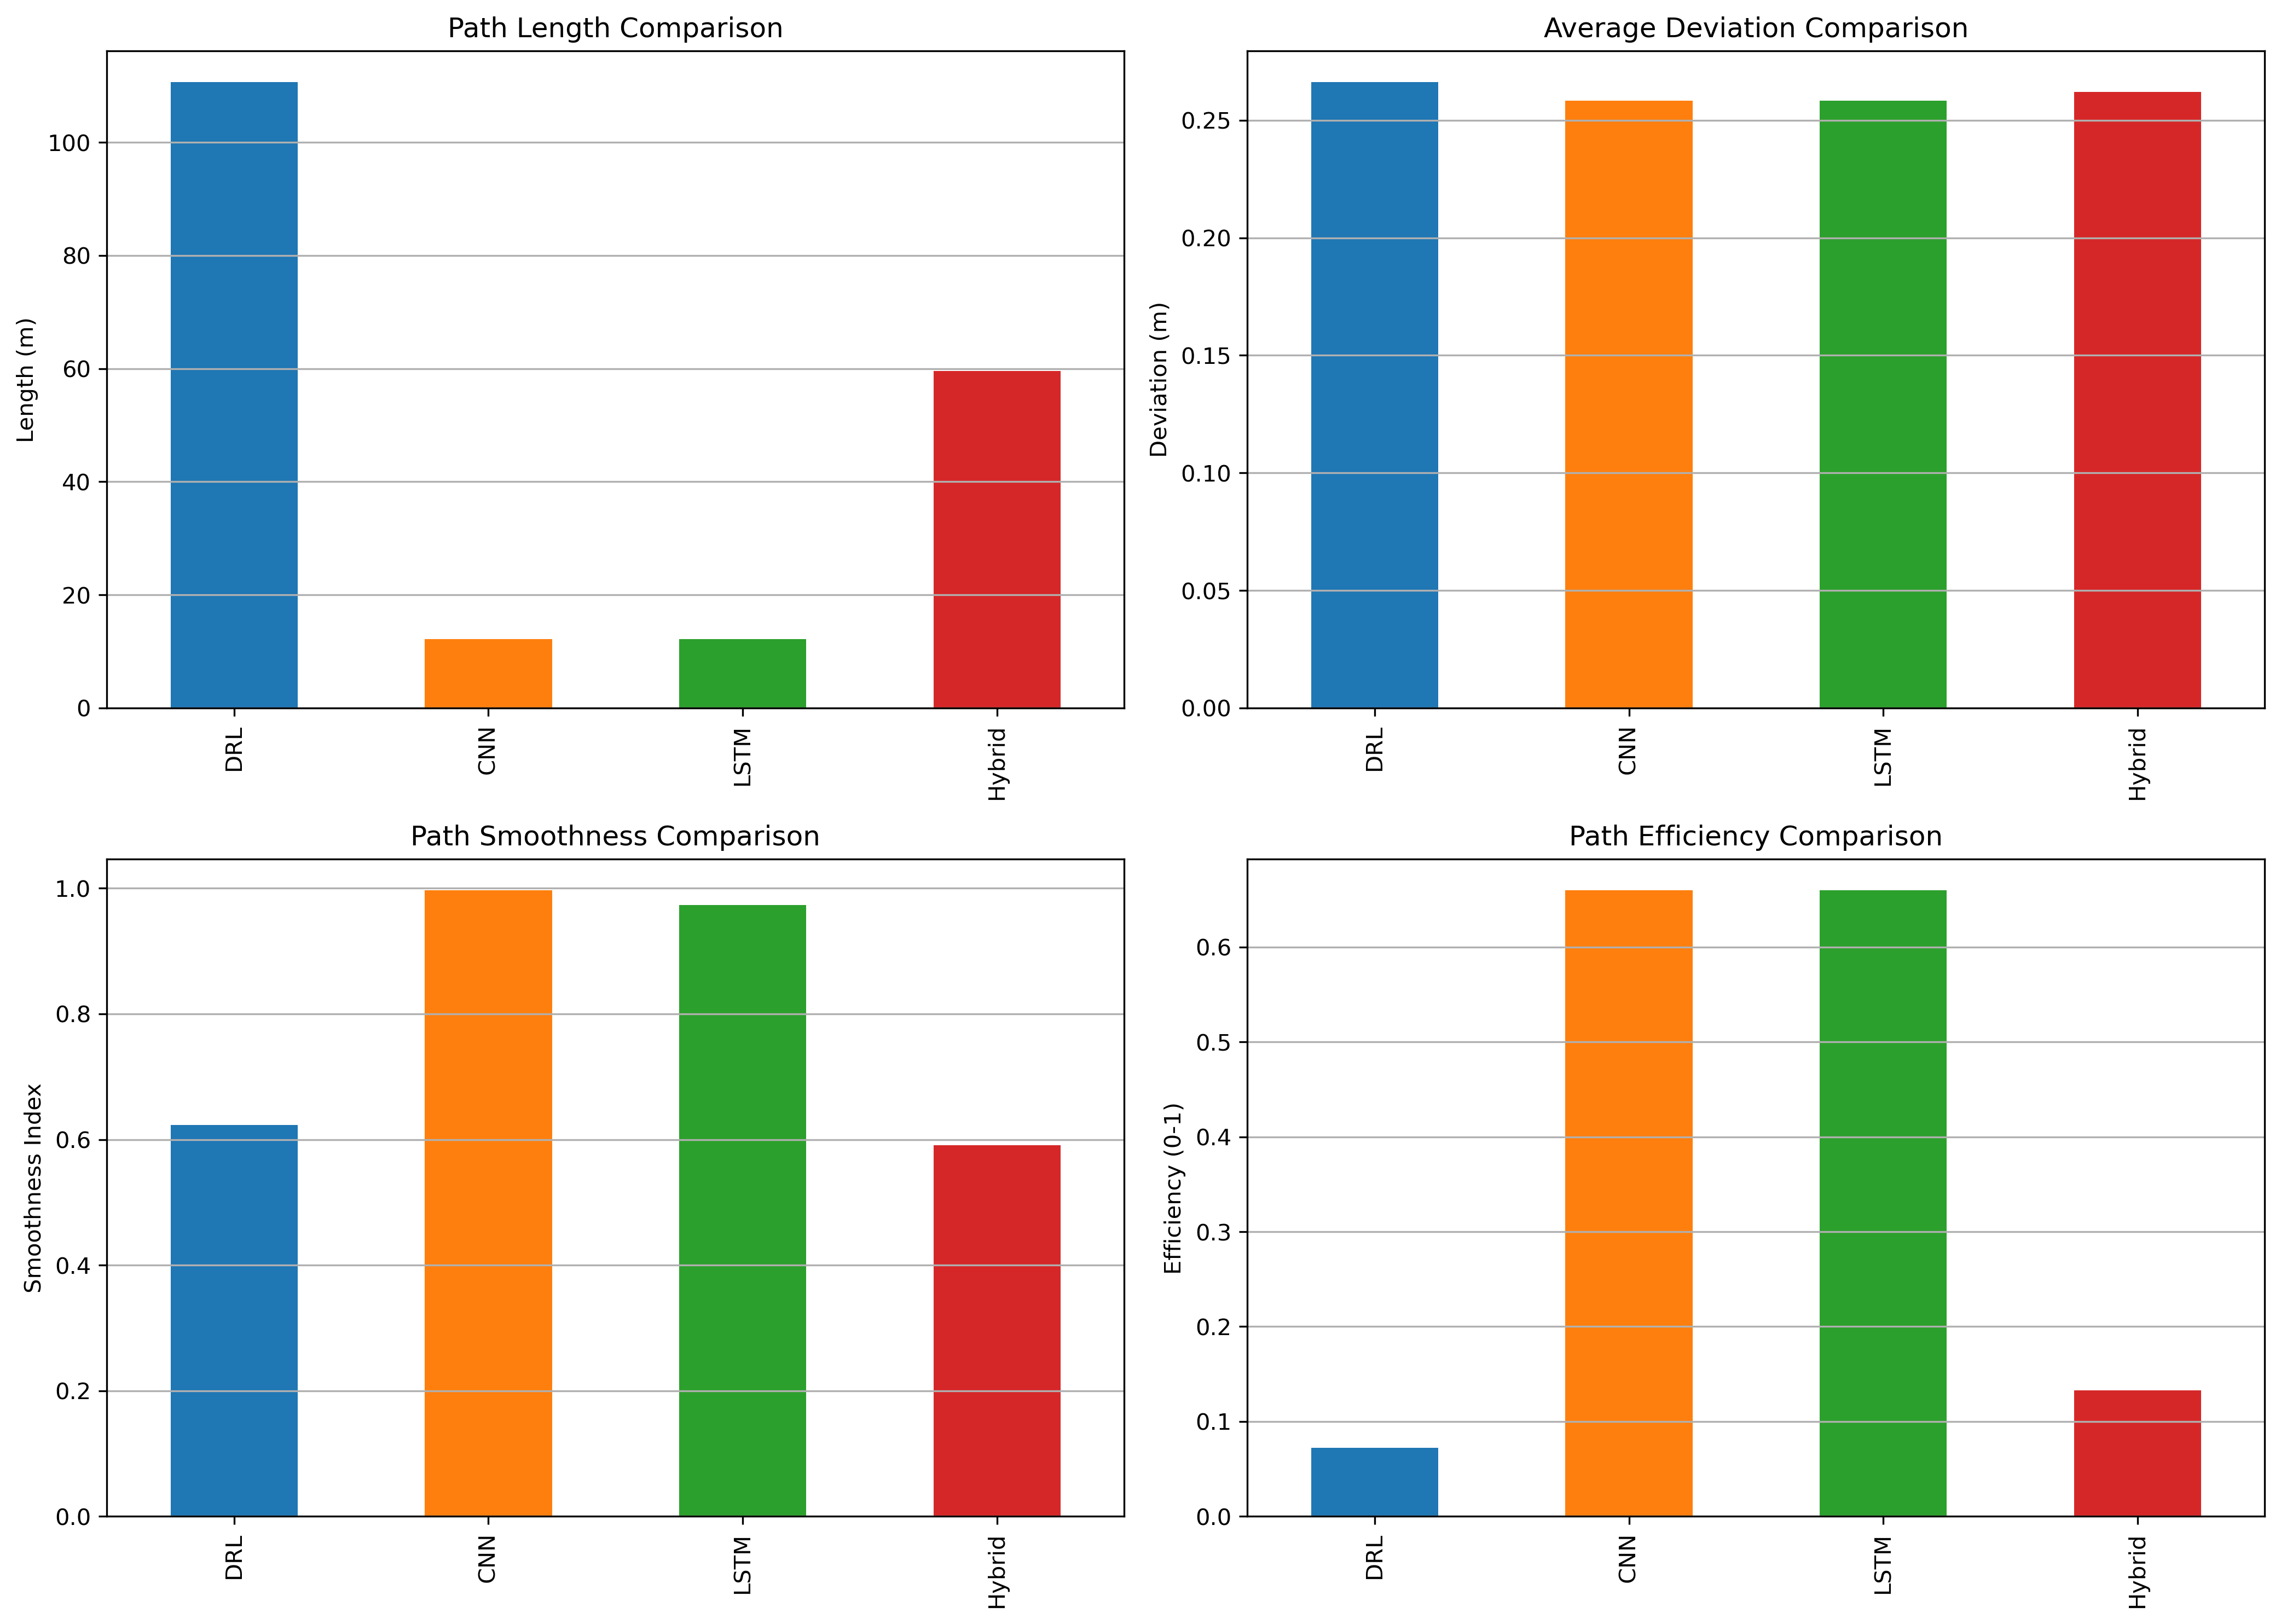 Path Length Comparison
Length (m)
100
80
60
40
20
0
DRL
CNN
LSTM
Hybrid
Average Deviation Comparison
Deviation (m)
0.25
0.20
0.15
0.10
0.05
0.00
DRL
CNN
LSTM
Hybrid
Path Smoothness Comparison
Smoothness Index
1.0
0.8
0.6
0.4
0.2
0.0
DRL
CNN
LSTM
Hybrid
Path Efficiency Comparison
Efficiency (0-1)
0.6
0.5
0.4
0.3
0.2
0.1
0.0
DRL
CNN
LSTM
Hybrid